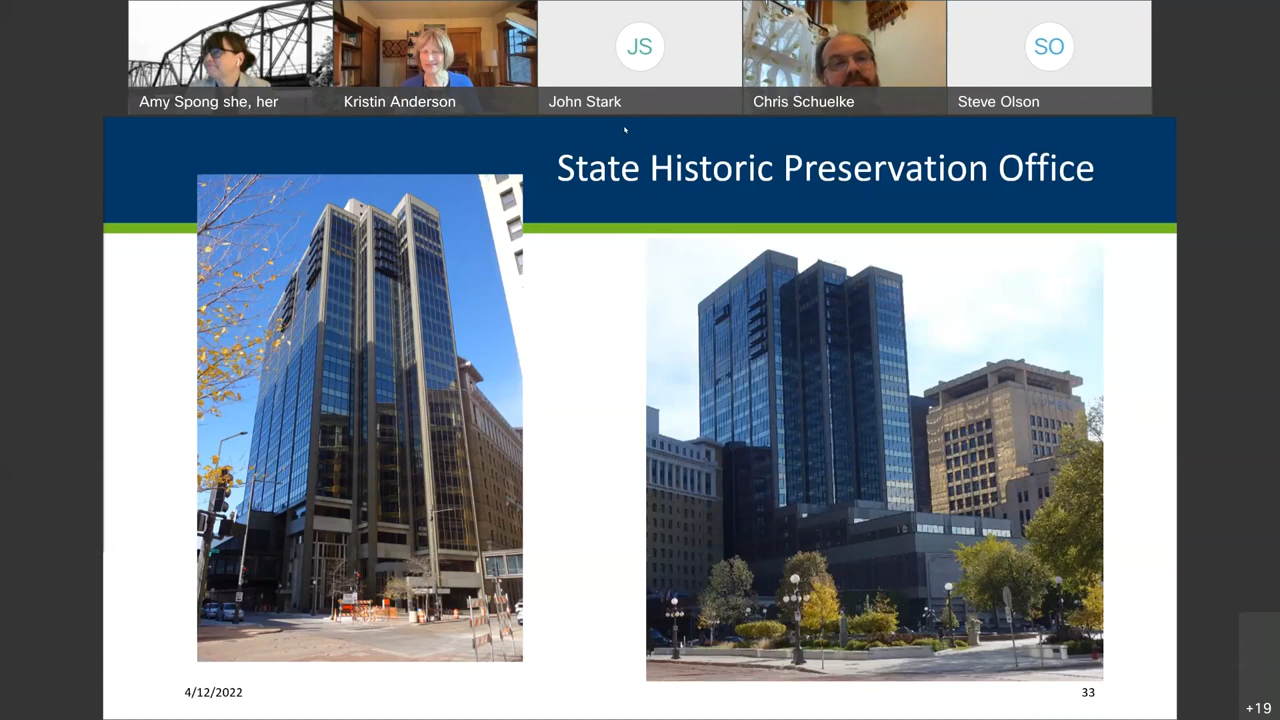 JS
SO
Amy Spong she, her
Kristin Anderson
John Stark
Chris Schuelke
Steve Olson
State Historic Preservation Office
4/12/2022
33
+19